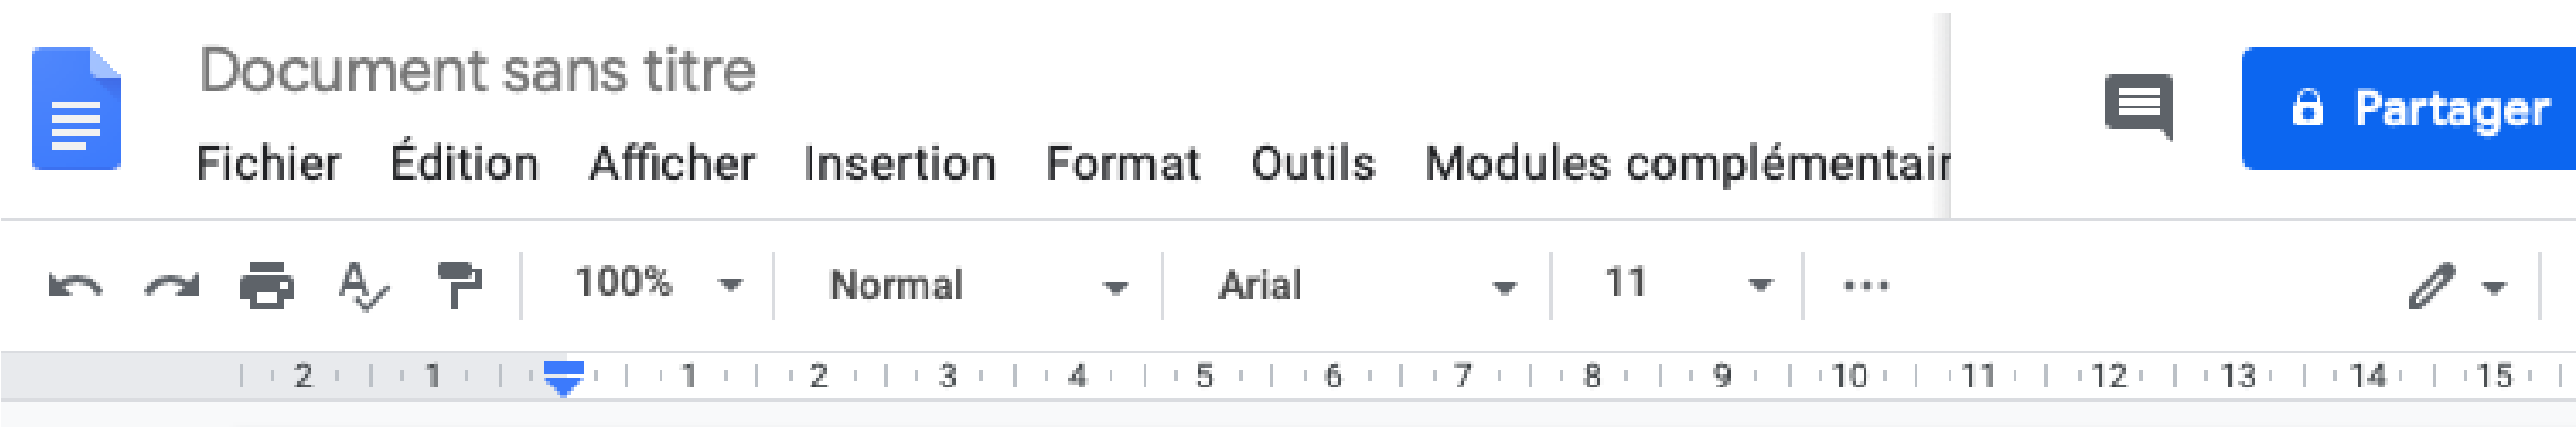 Document sans titre
Partager
Fichier Édition Afficher Insertion Format Outils Modules complémentair
100% Normal Arial 11
2 1 1 2 3 4 5 6 7 8 9 10 11 12 13 14 15